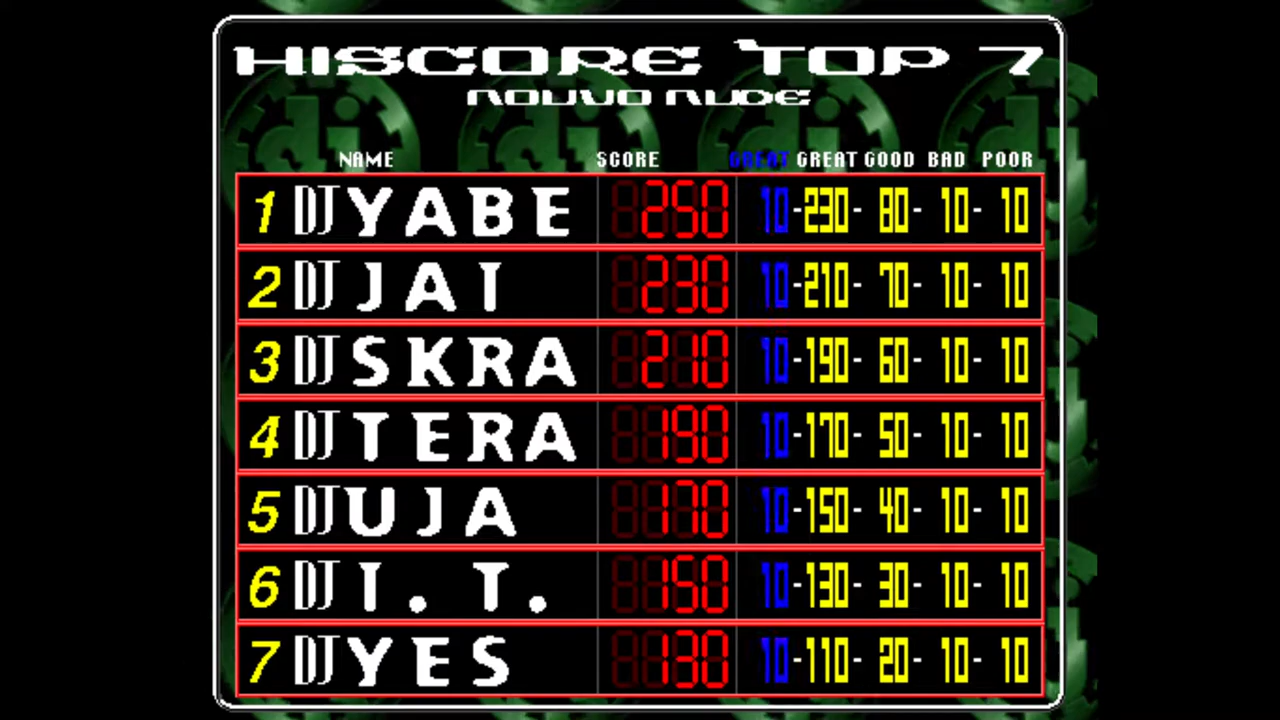 HISCORE TOP 7
NOUVO NUDE
NAME SCORE GREAT GREAT GOOD BAD POOR
1 DJ YABE 250 10-230- 80- 10- 10
2 DJ JAI 230 10-210- 70- 10- 10
3 DJ SKRA 210 10-190- 60- 10- 10
4 DJ TERA 190 10-170- 50- 10- 10
5 DJ UJA 170 10-150- 40- 10- 10
6 DJ I. T. 150 10-130- 30- 10- 10
7 DJ YES 130 10-110- 20- 10- 10